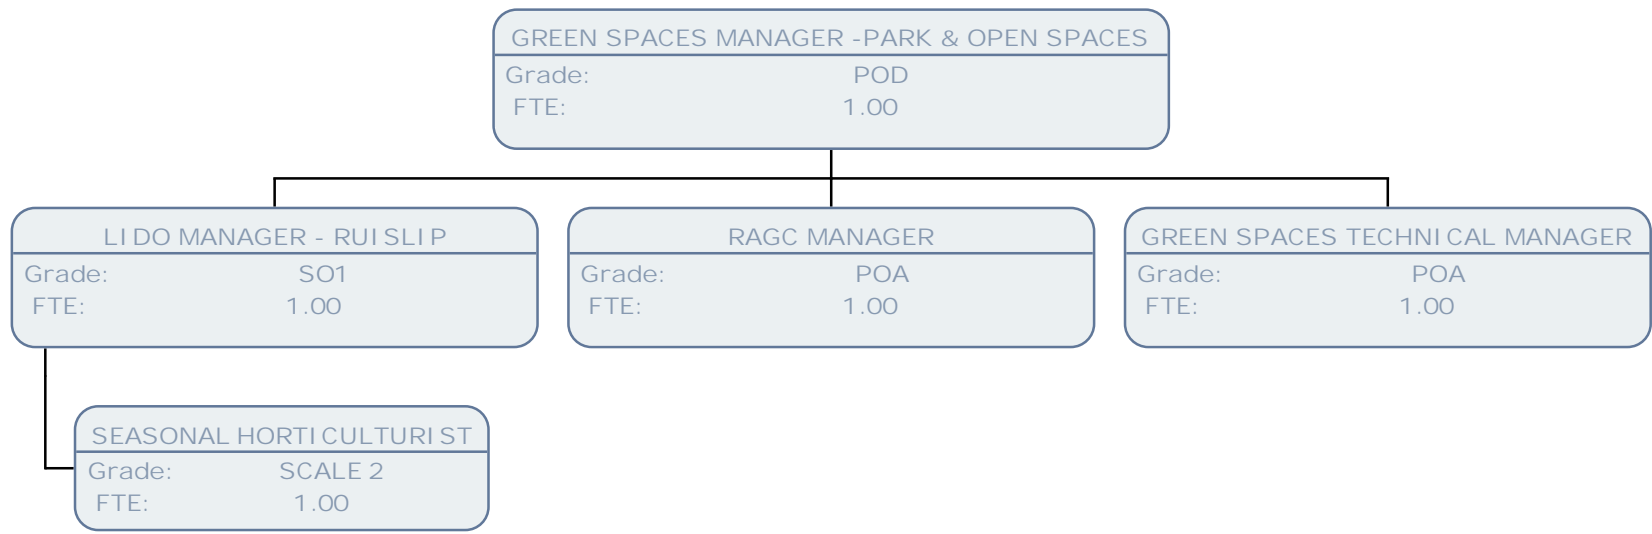 GREEN SPACES MANAGER -PARK & OPEN SPACES
Grade: POD
FTE: 1.00
LIDO MANAGER - RUISLIP
Grade: SO1
FTE: 1.00
RAGC MANAGER
Grade: POA
FTE: 1.00
GREEN SPACES TECHNICAL MANAGER
Grade: POA
FTE: 1.00
SEASONAL HORTICULTURIST
Grade: SCALE 2
FTE: 1.00